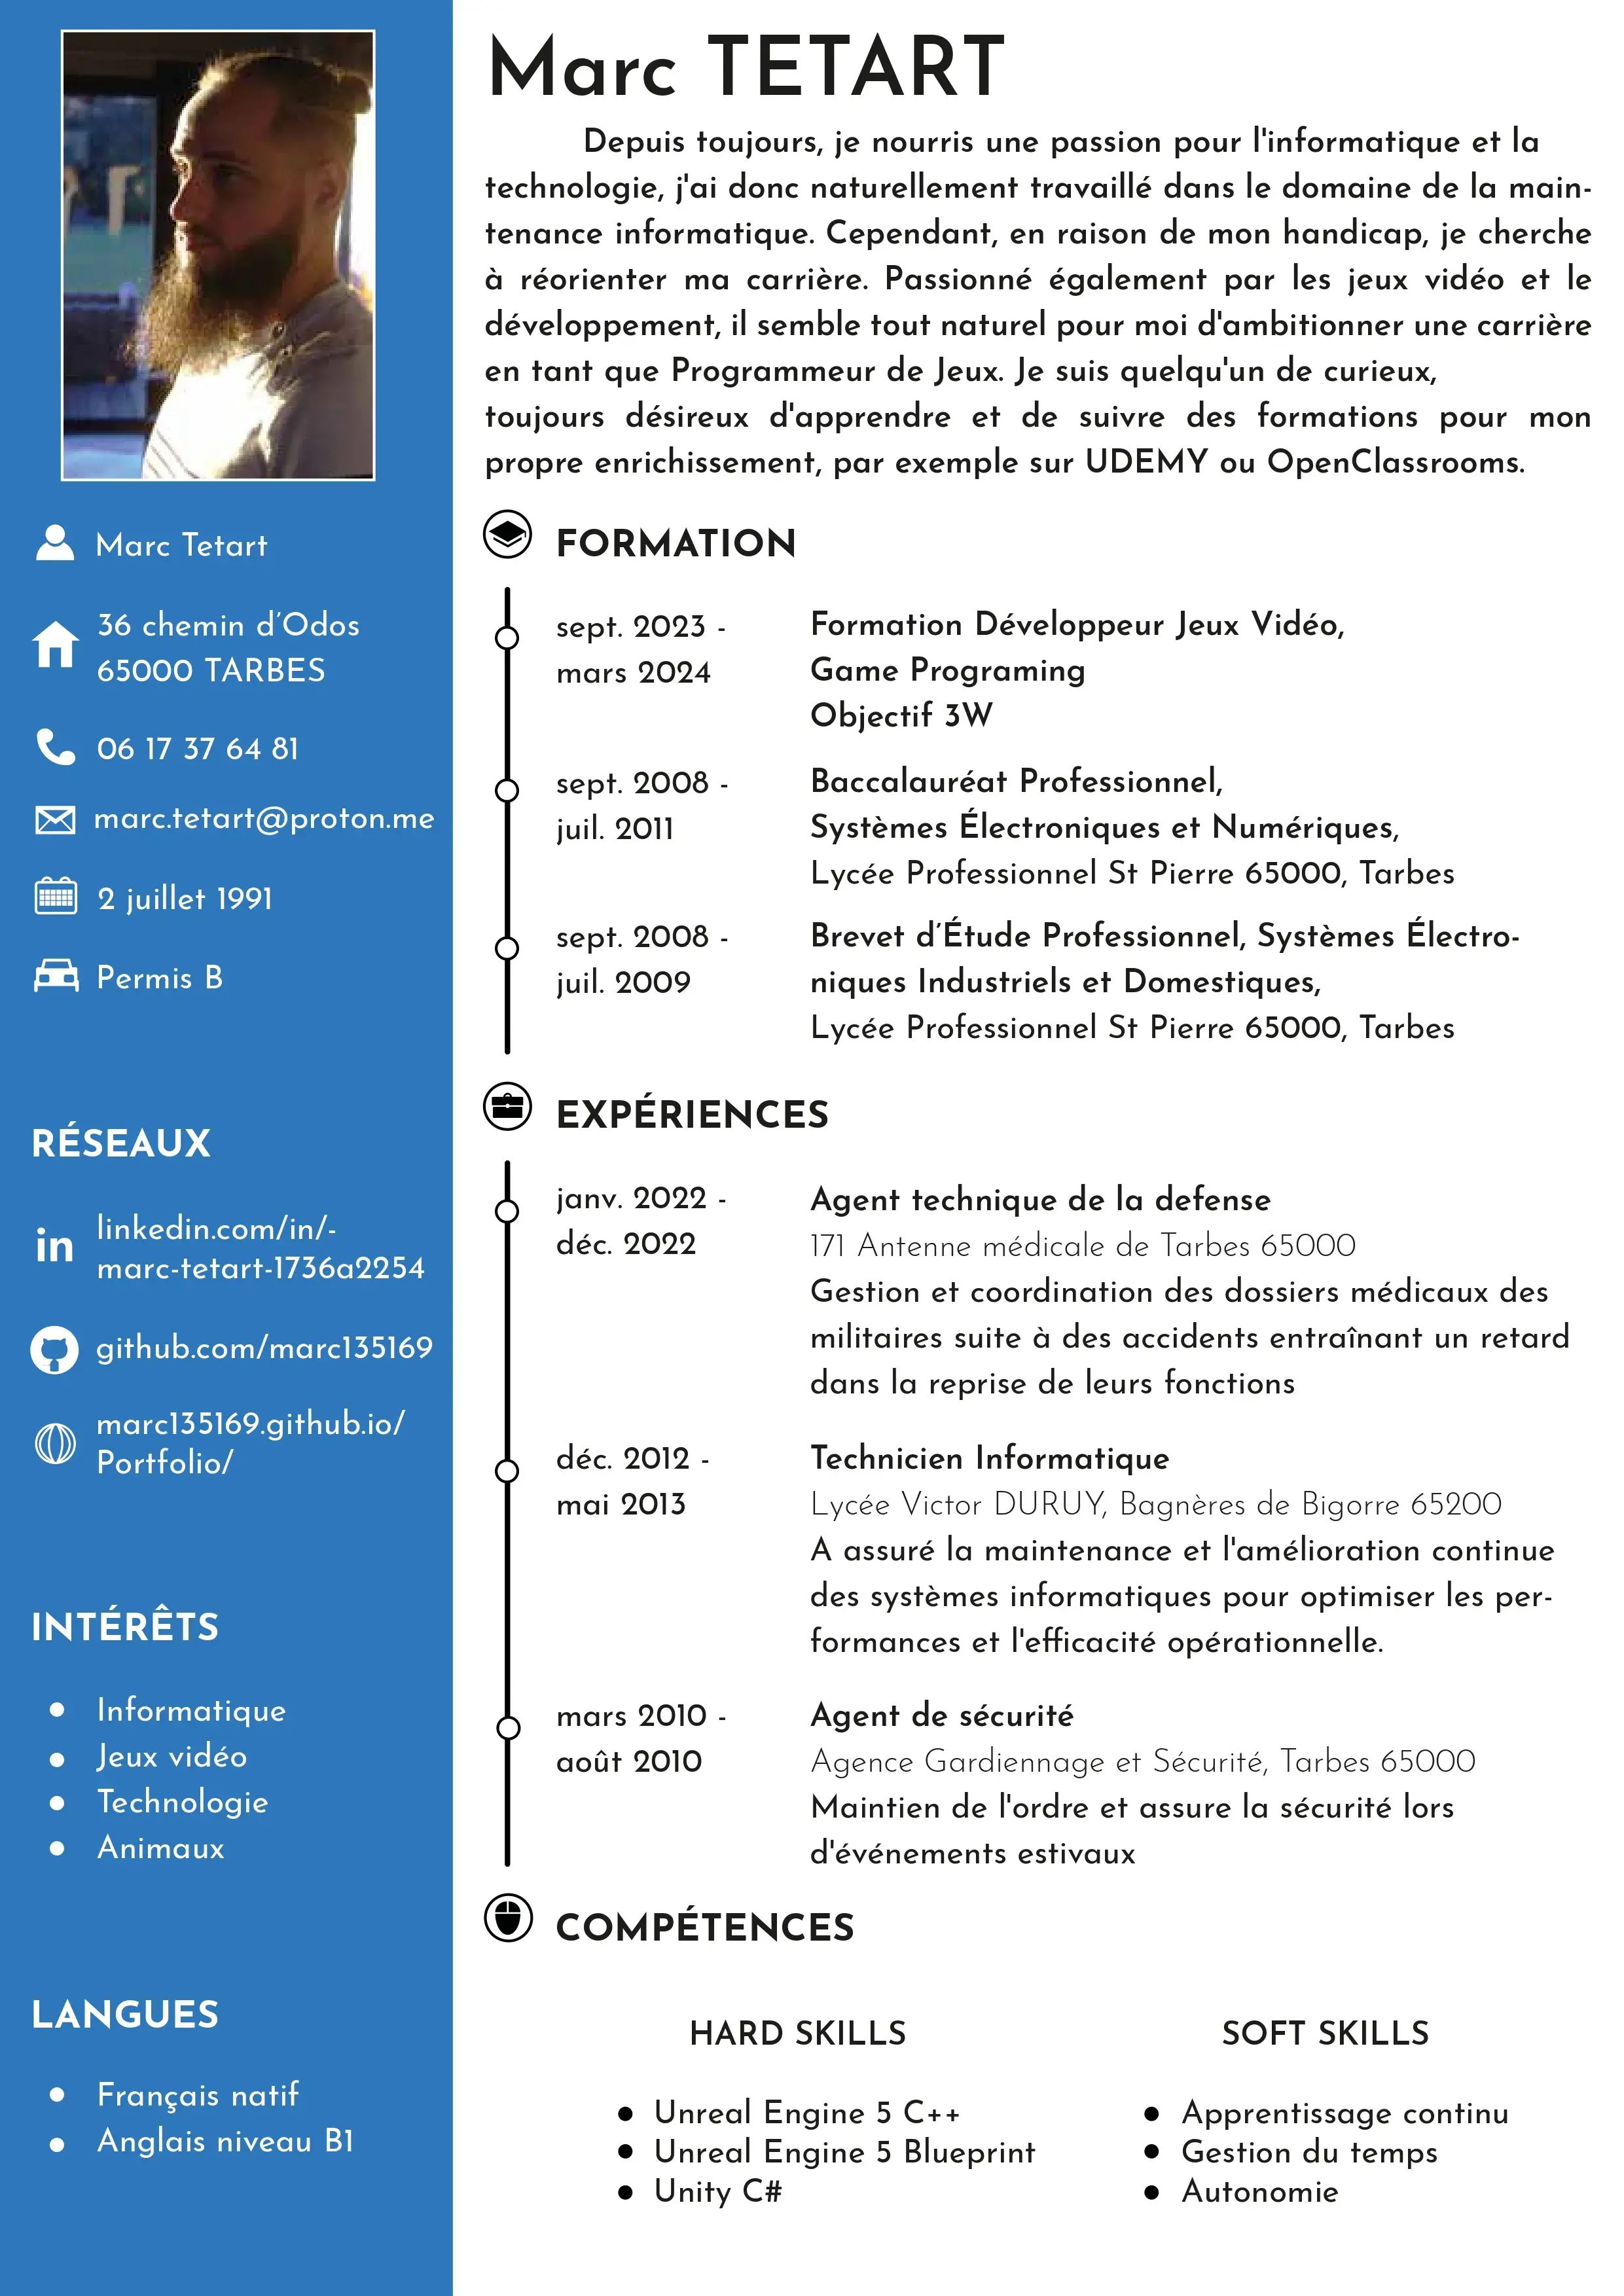 Marc TETART
Depuis toujours, je nourris une passion pour l'informatique et la
technologie, j'ai donc naturellement travaillé dans le domaine de la main-
tenance informatique. Cependant, en raison de mon handicap, je cherche
à réorienter ma carrière. Passionné également par les jeux vidéo et le
développement, il semble tout naturel pour moi d'ambitionner une carrière
en tant que Programmeur de Jeux. Je suis quelqu'un de curieux,
toujours désireux d'apprendre et de suivre des formations pour mon
propre enrichissement, par exemple sur UDEMY ou OpenClassrooms.
Marc Tetart
36 chemin d'Odos
65000 TARBES
06 17 37 64 81
marc.tetart@proton.me
2 juillet 1991
Permis B
RÉSEAUX
in linkedin.com/in/-
marc-tetart-1736a2254
github.com/marc135169
marc135169.github.io/
Portfolio/
INTÉRÊTS
• Informatique
• Jeux vidéo
• Technologie
• Animaux
LANGUES
• Français natif
• Anglais niveau B1
FORMATION
sept. 2023 -
mars 2024
Formation Développeur Jeux Vidéo,
Game Programing
Objectif 3W
sept. 2008 -
juil. 2011
Baccalauréat Professionnel,
Systèmes Électroniques et Numériques,
Lycée Professionnel St Pierre 65000, Tarbes
sept. 2008 -
juil. 2009
Brevet d'Étude Professionnel, Systèmes Électro-
niques Industriels et Domestiques,
Lycée Professionnel St Pierre 65000, Tarbes
EXPÉRIENCES
janv. 2022 -
déc. 2022
Agent technique de la defense
171 Antenne médicale de Tarbes 65000
Gestion et coordination des dossiers médicaux des
militaires suite à des accidents entraînant un retard
dans la reprise de leurs fonctions
déc. 2012 -
mai 2013
Technicien Informatique
Lycée Victor DURUY, Bagnères de Bigorre 65200
A assuré la maintenance et l'amélioration continue
des systèmes informatiques pour optimiser les per-
formances et l'efficacité opérationnelle.
mars 2010 -
août 2010
Agent de sécurité
Agence Gardiennage et Sécurité, Tarbes 65000
Maintien de l'ordre et assure la sécurité lors
d'événements estivaux
COMPÉTENCES
HARD SKILLS
• Unreal Engine 5 C++
• Unreal Engine 5 Blueprint
• Unity C#
SOFT SKILLS
• Apprentissage continu
• Gestion du temps
• Autonomie